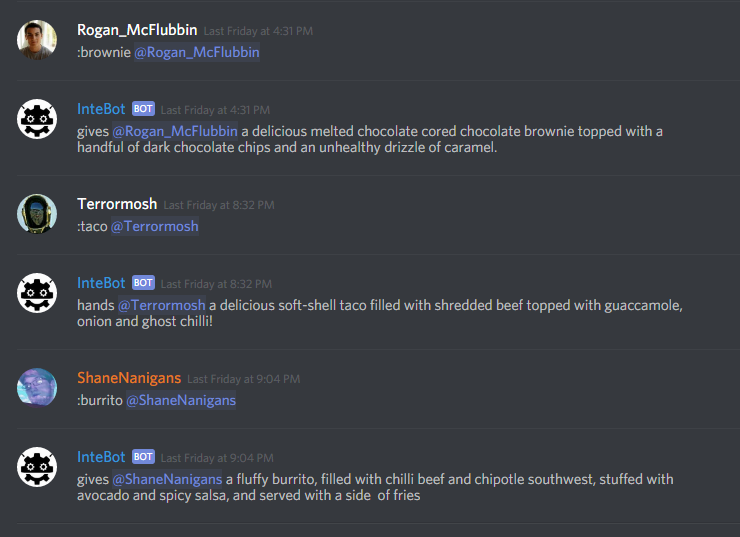 Rogan_McFlubbin Last Friday at 4:31 PM
:brownie @Rogan_McFlubbin
InteBot BOT Last Friday at 4:31 PM
gives @Rogan_McFlubbin a delicious melted chocolate cored chocolate brownie topped with a
handful of dark chocolate chips and an unhealthy drizzle of caramel.
Terrormosh Last Friday at 8:32 PM
:taco @Terrormosh
InteBot BOT Last Friday at 8:32 PM
hands @Terrormosh a delicious soft-shell taco filled with shredded beef topped with guaccamole,
onion and ghost chilli!
ShaneNanigans Last Friday at 9:04 PM
:burrito @ShaneNanigans
InteBot BOT Last Friday at 9:04 PM
gives @ShaneNanigans a fluffy burrito, filled with chilli beef and chipotle southwest, stuffed with
avocado and spicy salsa, and served with a side  of fries